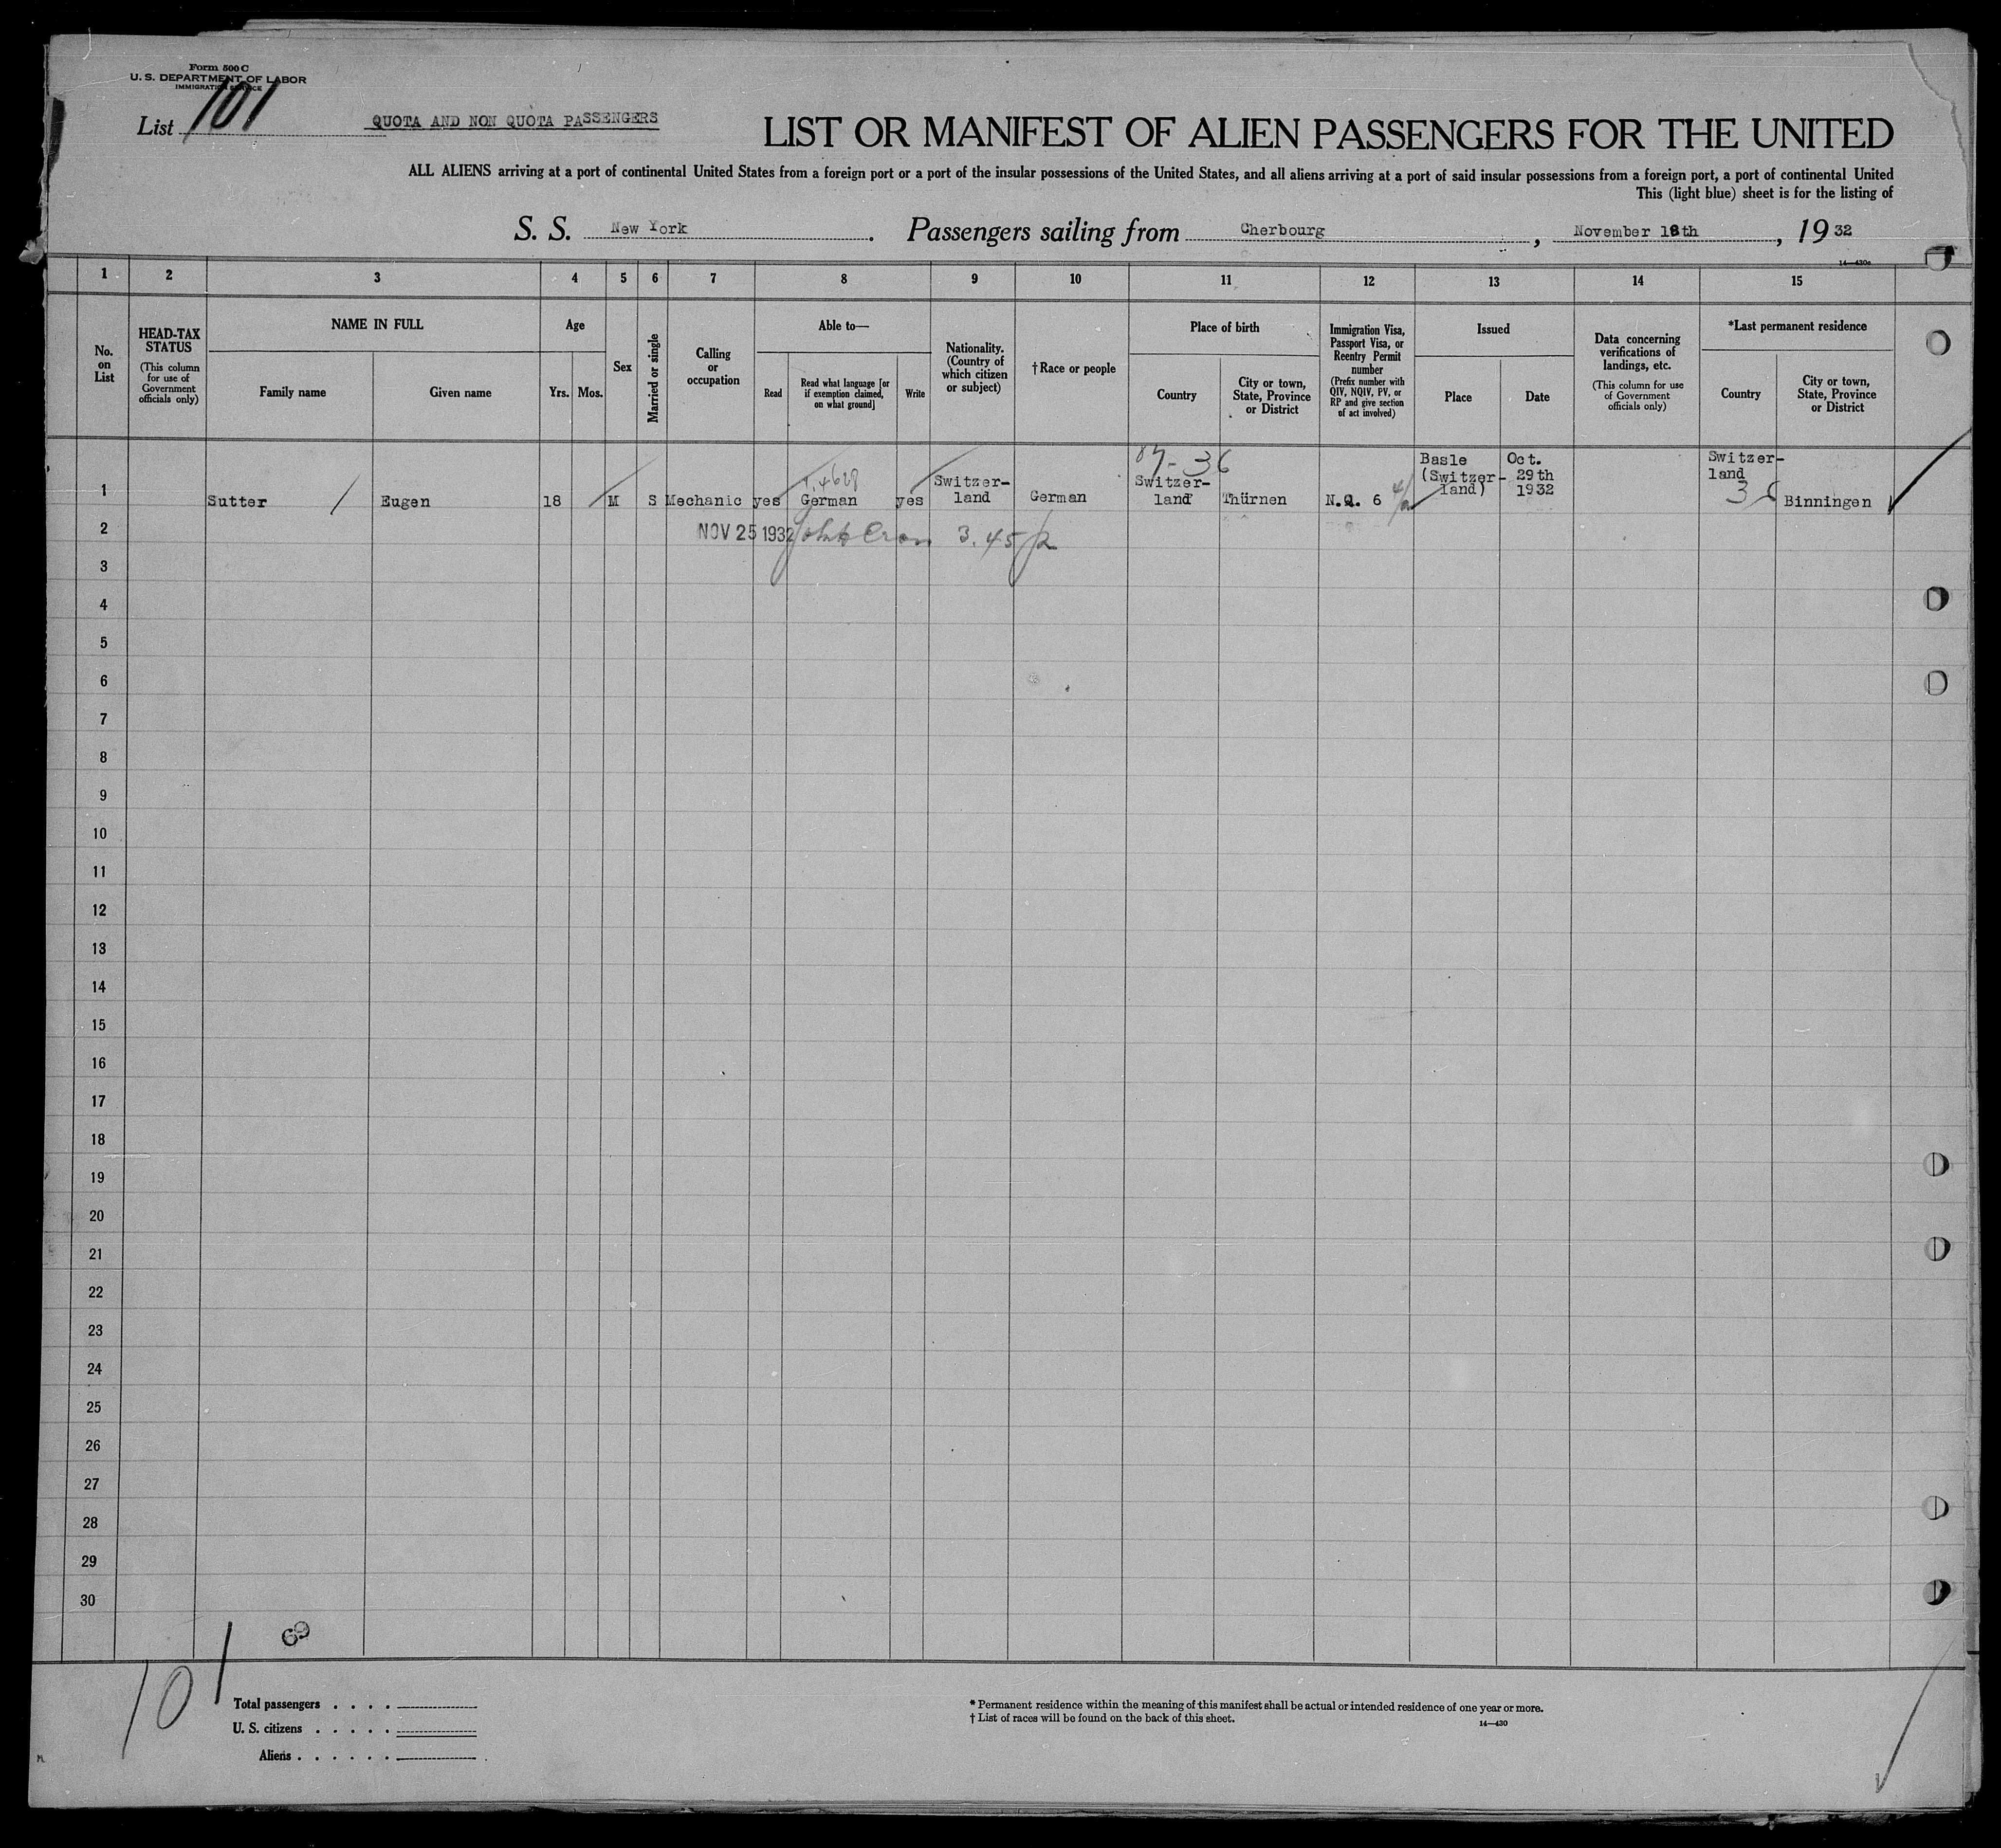 Form 500 C
U. S. DEPARTMENT OF LABOR
IMMIGRATION SERVICE
List 101
QUOTA AND NON QUOTA PASSENGERS
LIST OR MANIFEST OF ALIEN PASSENGERS FOR THE UNITED
ALL ALIENS arriving at a port of continental United States from a foreign port or a port of the insular possessions of the United States, and all aliens arriving at a port of said insular possessions from a foreign port, a port of continental United
This (light blue) sheet is for the listing of
S. S. New York. Passengers sailing from Cherbourg, November 18th, 1932
14—430a
1 2 3 4 5 6 7 8 9 10 11 12 13 14 15
No. on List
HEAD-TAX STATUS
(This column for use of Government officials only)
NAME IN FULL
Family name
Given name
Age
Yrs. Mos.
Sex
Married or single
Calling or occupation
Able to—
Read
Read what language [or if exemption claimed, on what ground]
Write
Nationality. (Country of which citizen or subject)
†Race or people
Place of birth
Country
City or town, State, Province or District
Immigration Visa, Passport Visa, or Reentry Permit number
(Prefix number with QIV, NQIV, PV, or RP and give section of act involved)
Issued
Place
Date
Data concerning verifications of landings, etc.
(This column for use of Government officials only)
*Last permanent residence
Country
City or town, State, Province or District
1 Sutter Eugen 18 M S Mechanic yes German yes Switzer-land German Switzer-land Thürnen N.Q. 6 Basle (Switzer-land) Oct. 29th 1932 Switzer-land Binningen
36
36
2 NOV 25 1932 3.45
3
4
5
6
7
8
9
10
11
12
13
14
15
16
17
18
19
20
21
22
23
24
25
26
27
28
29
30
69
101
Total passengers
U. S. citizens
Aliens
* Permanent residence within the meaning of this manifest shall be actual or intended residence of one year or more.
† List of races will be found on the back of this sheet.
14—430